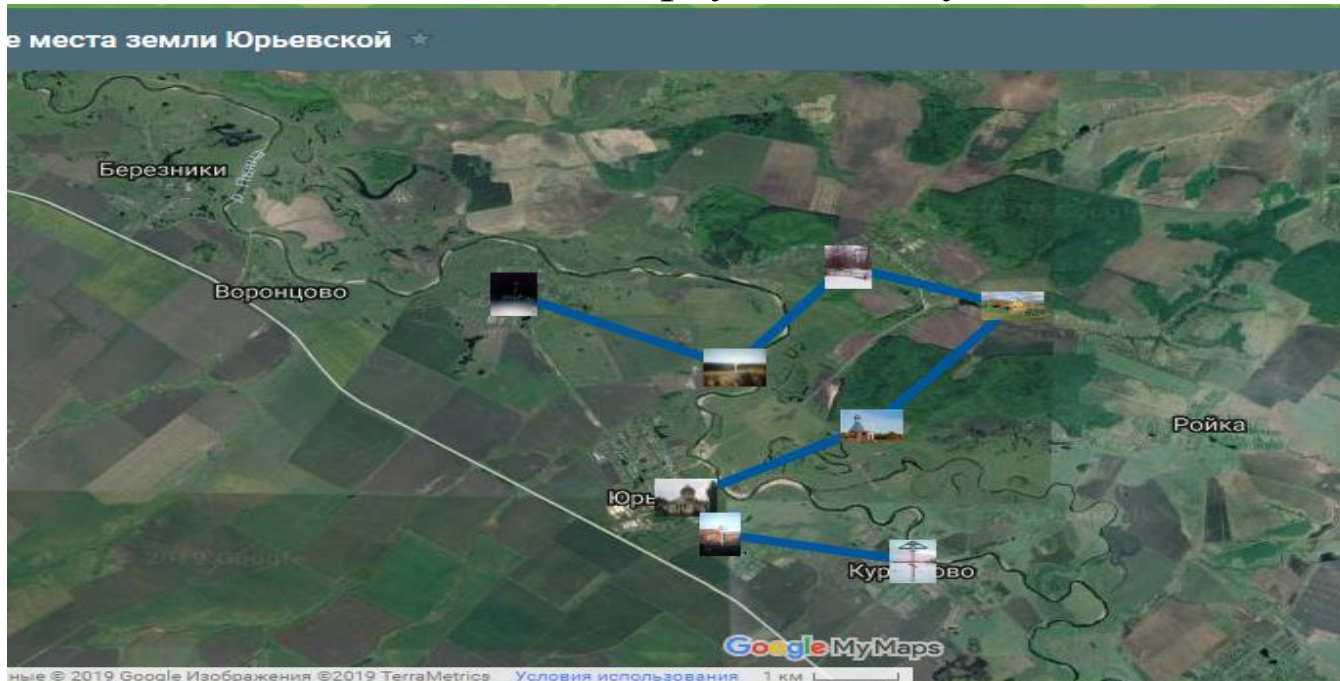 е места земли Юрьевской
Березники
р. Пьяна
Воронцово
Ройка
Юрь
Кур ово
Google My Maps
ные © 2019 Google Изображения ©2019 TerraMetrics Условия использования 1 км